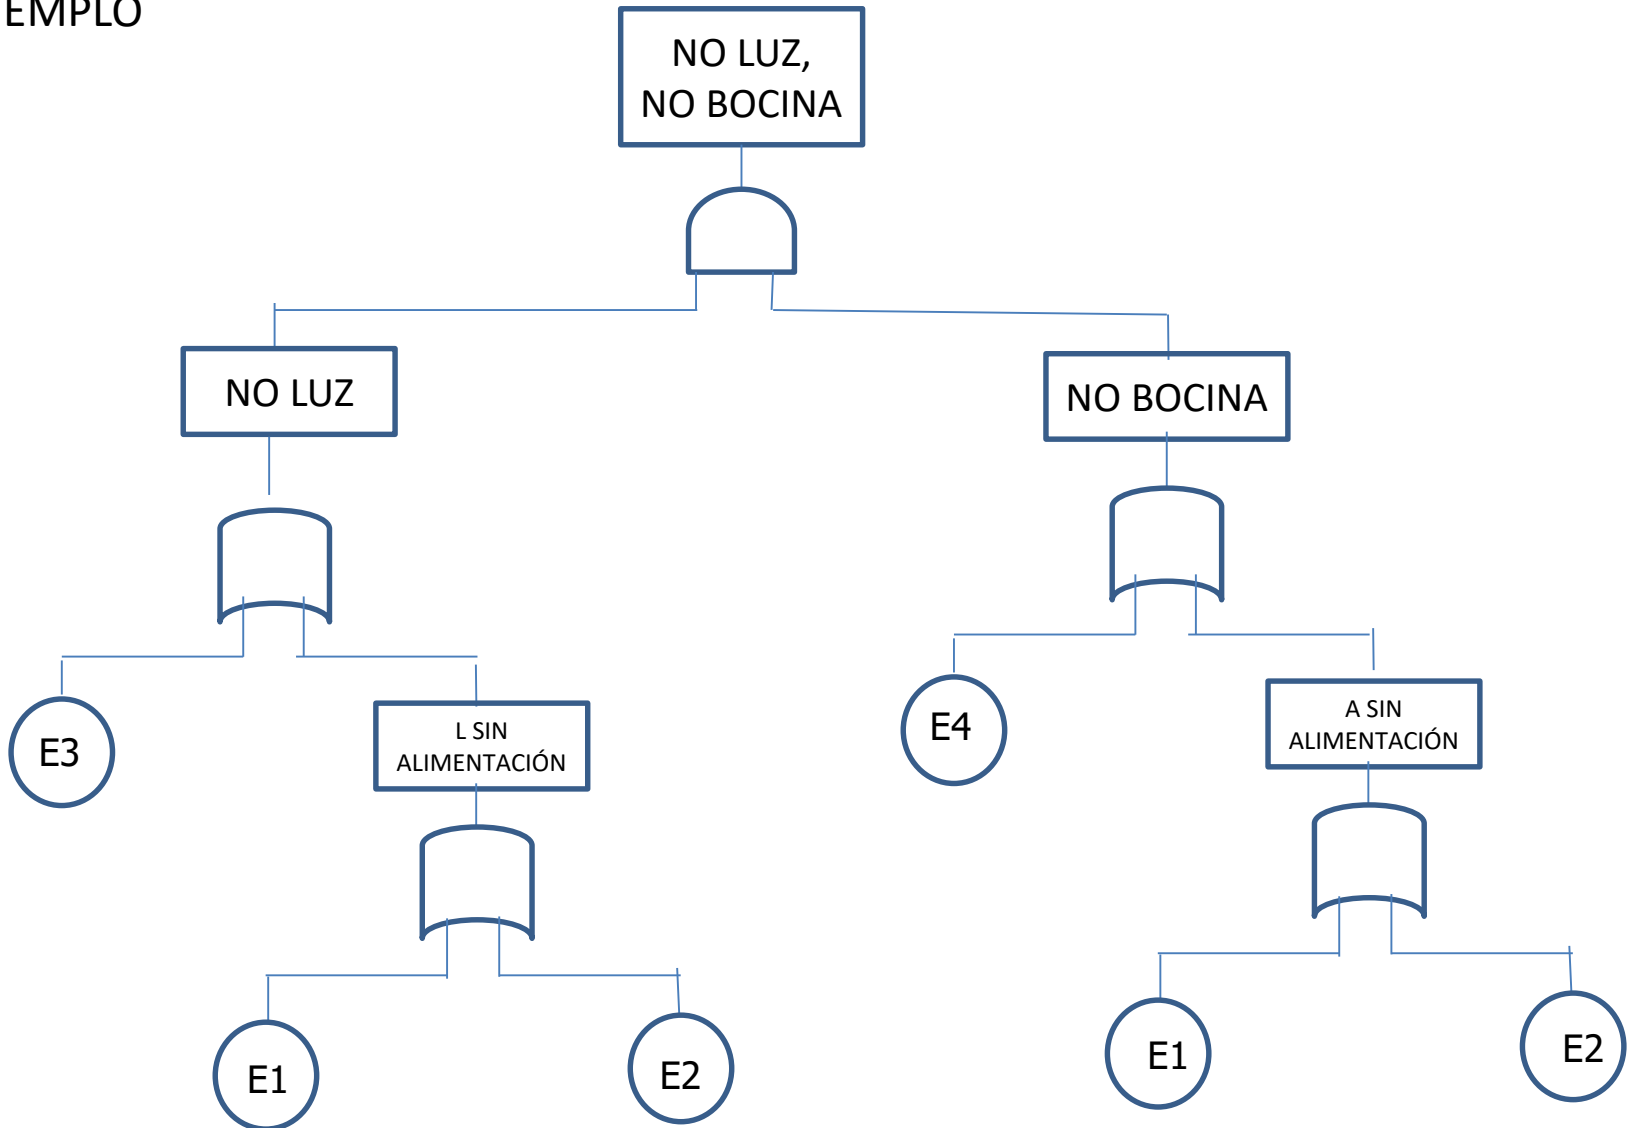 EMPLO
NO LUZ,
NO BOCINA
NO LUZ
NO BOCINA
E3
L SIN
ALIMENTACIÓN
E4
A SIN
ALIMENTACIÓN
E1
E2
E1
E2